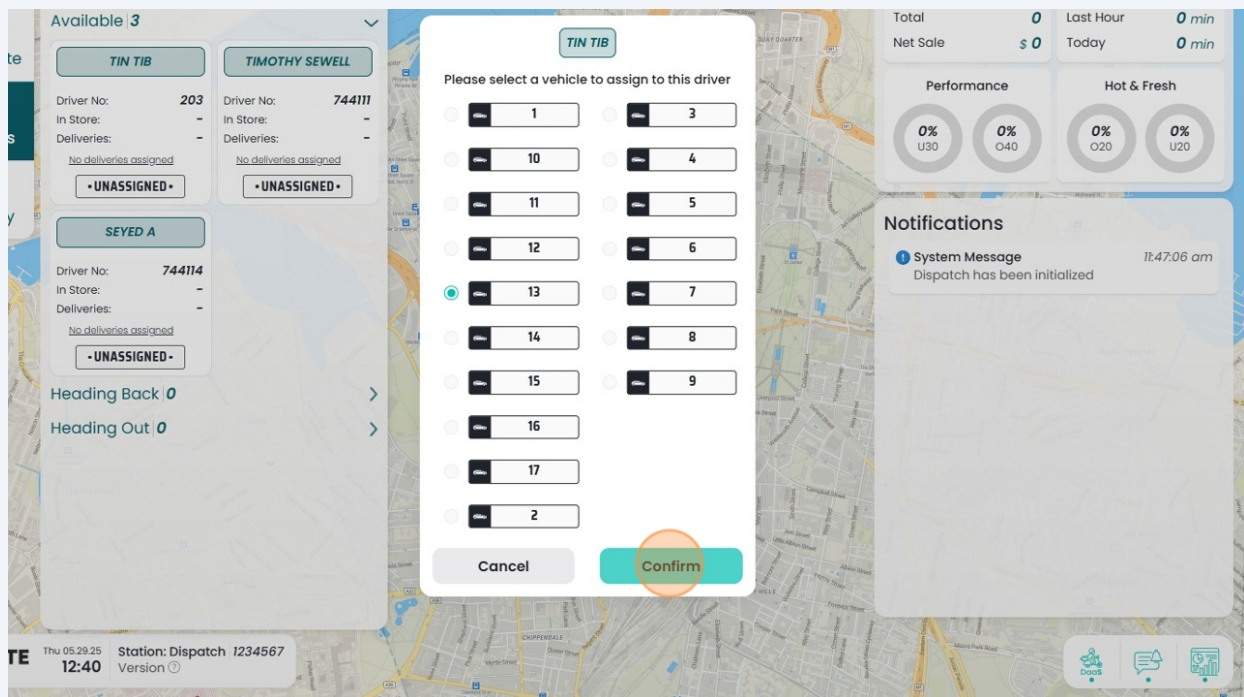 te
s
y
Available | 3
TIN TIB
Driver No: 203
In Store: -
Deliveries: -
No deliveries assigned
• UNASSIGNED •
TIMOTHY SEWELL
Driver No: 744111
In Store: -
Deliveries: -
No deliveries assigned
• UNASSIGNED •
SEYED A
Driver No: 744114
In Store: -
Deliveries: -
No deliveries assigned
• UNASSIGNED •
Heading Back | 0
Heading Out | 0
TIN TIB
Please select a vehicle to assign to this driver
1
10
11
12
13
14
15
16
17
2
3
4
5
6
7
8
9
Cancel
Confirm
Total 0
Net Sale $ 0
Last Hour 0 min
Today 0 min
Performance
0%
U30
0%
O40
Hot & Fresh
0%
O20
0%
U20
Notifications
System Message 11:47:06 am
Dispatch has been initialized
CHIPPENDALE
TE
Thu 05.29.25
12:40
Station: Dispatch 1234567
Version ?
DaaS